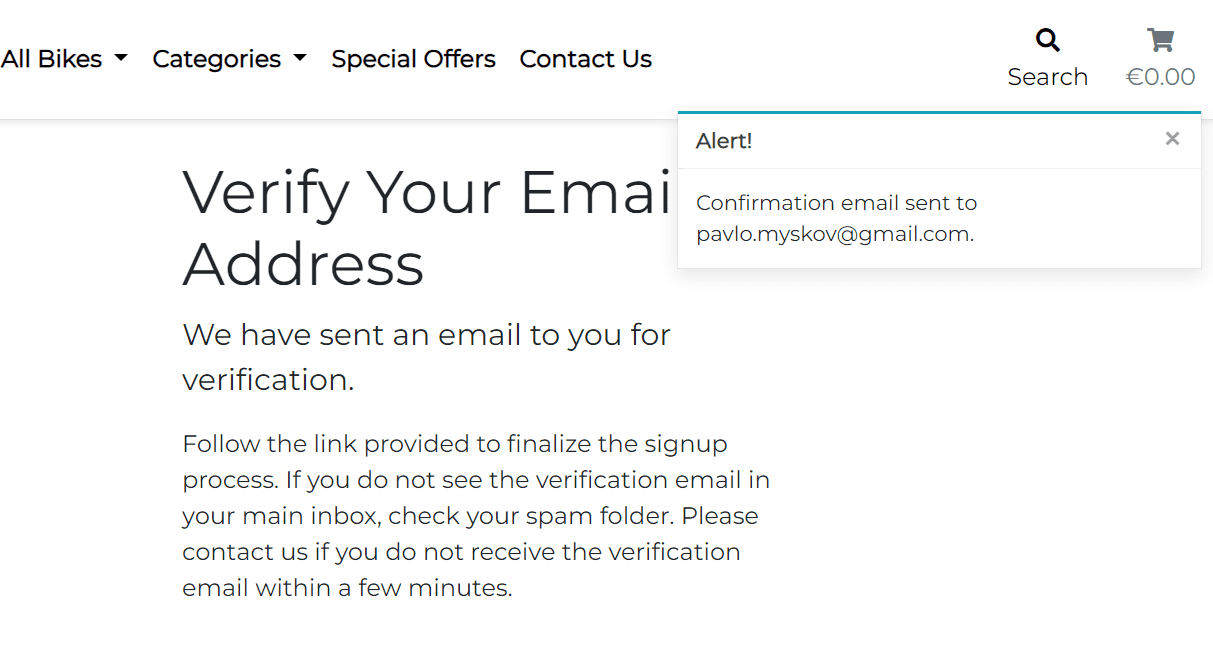 All Bikes Categories Special Offers Contact Us
Search
€0.00
Alert! ×
Confirmation email sent to
pavlo.myskov@gmail.com.
Verify Your Emai
Address
We have sent an email to you for
verification.
Follow the link provided to finalize the signup
process. If you do not see the verification email in
your main inbox, check your spam folder. Please
contact us if you do not receive the verification
email within a few minutes.